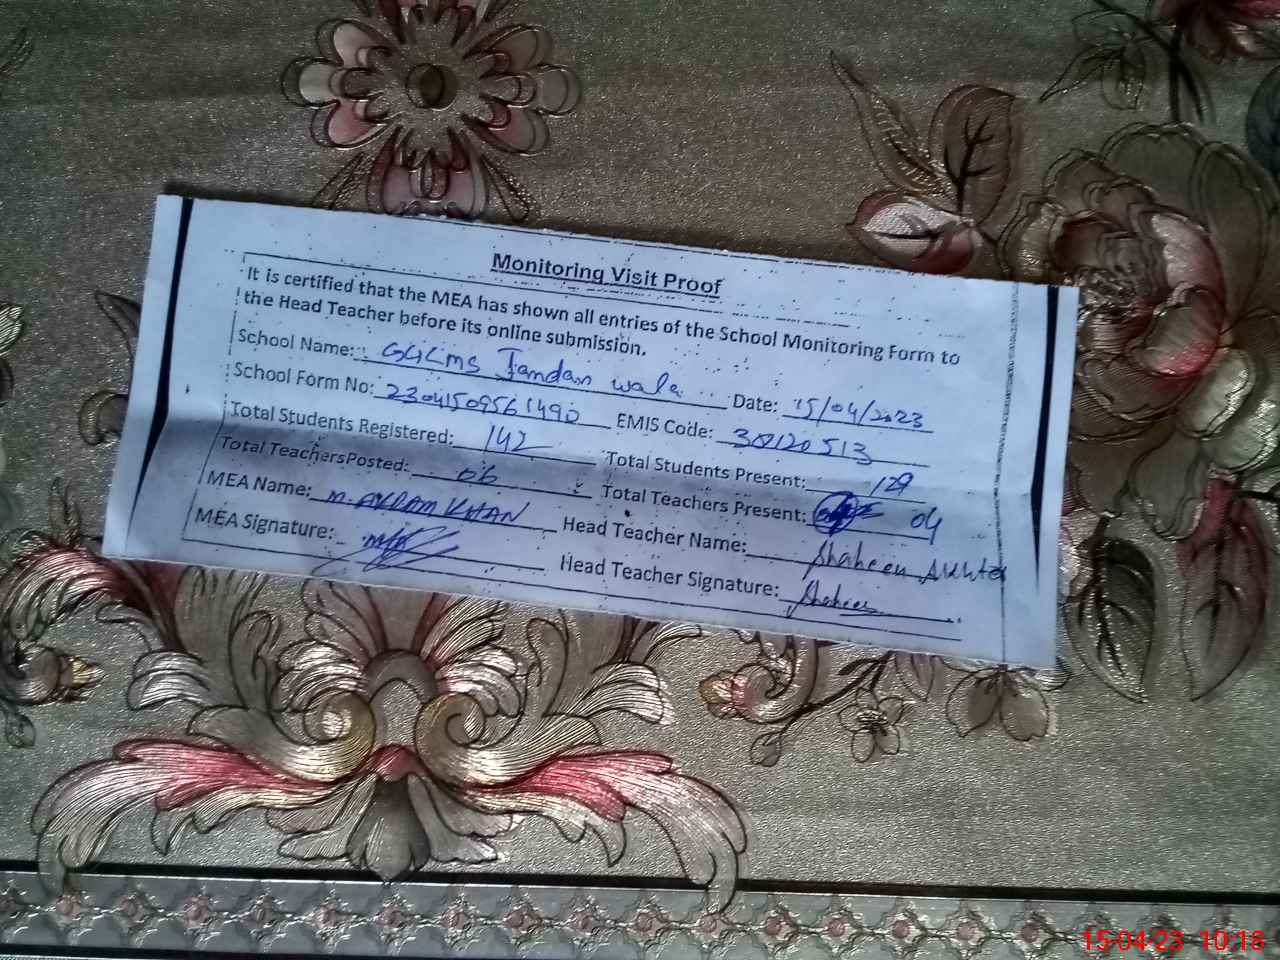 Monitoring Visit Proof
It is certified that the MEA has shown all entries of the School Monitoring Form to
the Head Teacher before its online submission.
School Name: GGCMS Jandan wala Date: 15/04/2023
School Form No: 23041509561490 EMIS Code: 30120513
Total Students Registered: 142 Total Students Present: 129
Total TeachersPosted: 06 Total Teachers Present: 04
MEA Name: M. AKRAM KHAN Head Teacher Name: Shaheen Akhter
MEA Signature: Head Teacher Signature: Shaheen
15-04-23 10:18